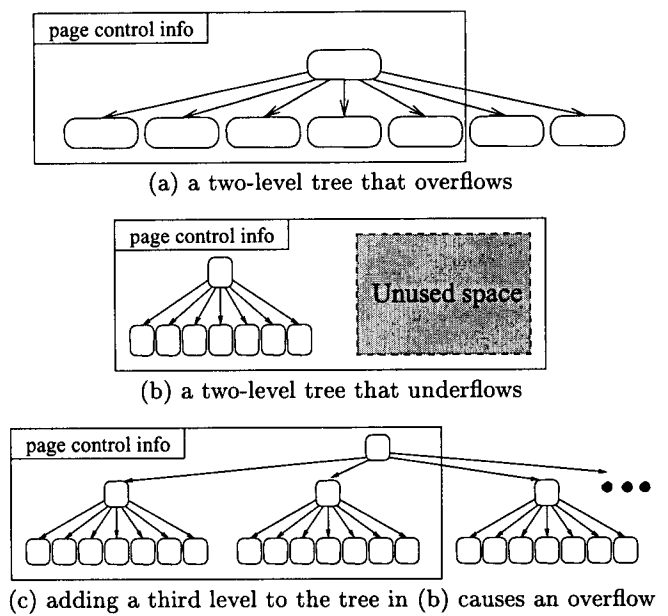 page control info
(a) a two-level tree that overflows
page control info
Unused space
(b) a two-level tree that underflows
page control info
(c) adding a third level to the tree in (b) causes an overflow